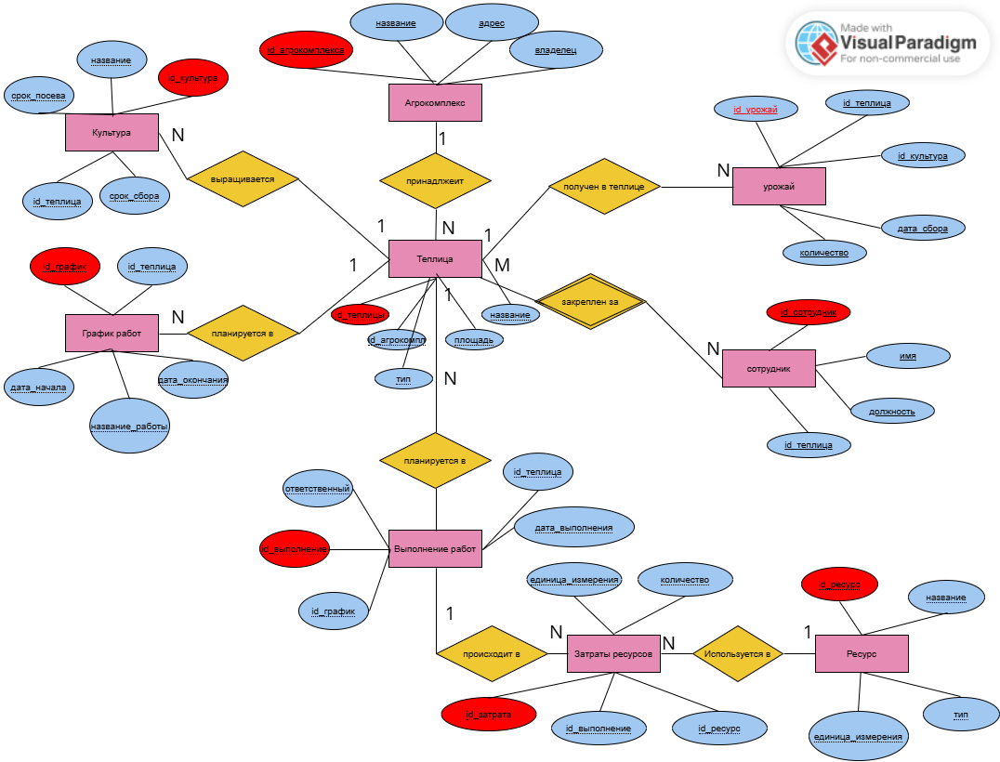 название
адрес
id_агрокомплекса
владелец
Made with
Visual Paradigm
For non-commercial use
название
срок_посева
id_культура
Агрокомплекс
id_урожай
id_теплица
Культура
N
1
id_культура
выращивается
принадлжеит
получен в теплице
N
урожай
id_теплица
срок_сбора
1
N
1
дата_сбора
количество
id_график
id_теплица
1
Теплица
M
закреплен за
id_теплицы
1
название
id_сотрудник
График работ
N
планируется в
id_агрокомпл
площадь
N
сотрудник
имя
дата_начала
дата_окончания
тип
N
должность
название_работы
id_теплица
планируется в
ответственный
id_теплица
дата_выполнения
id_выполнение
Выполнение работ
единица_измерения
количество
id_ресурс
название
id_график
1
N
Затраты ресурсов
N
1
происходит в
Используется в
Ресурс
id_затрата
id_выполнение
id_ресурс
единица_измерения
тип